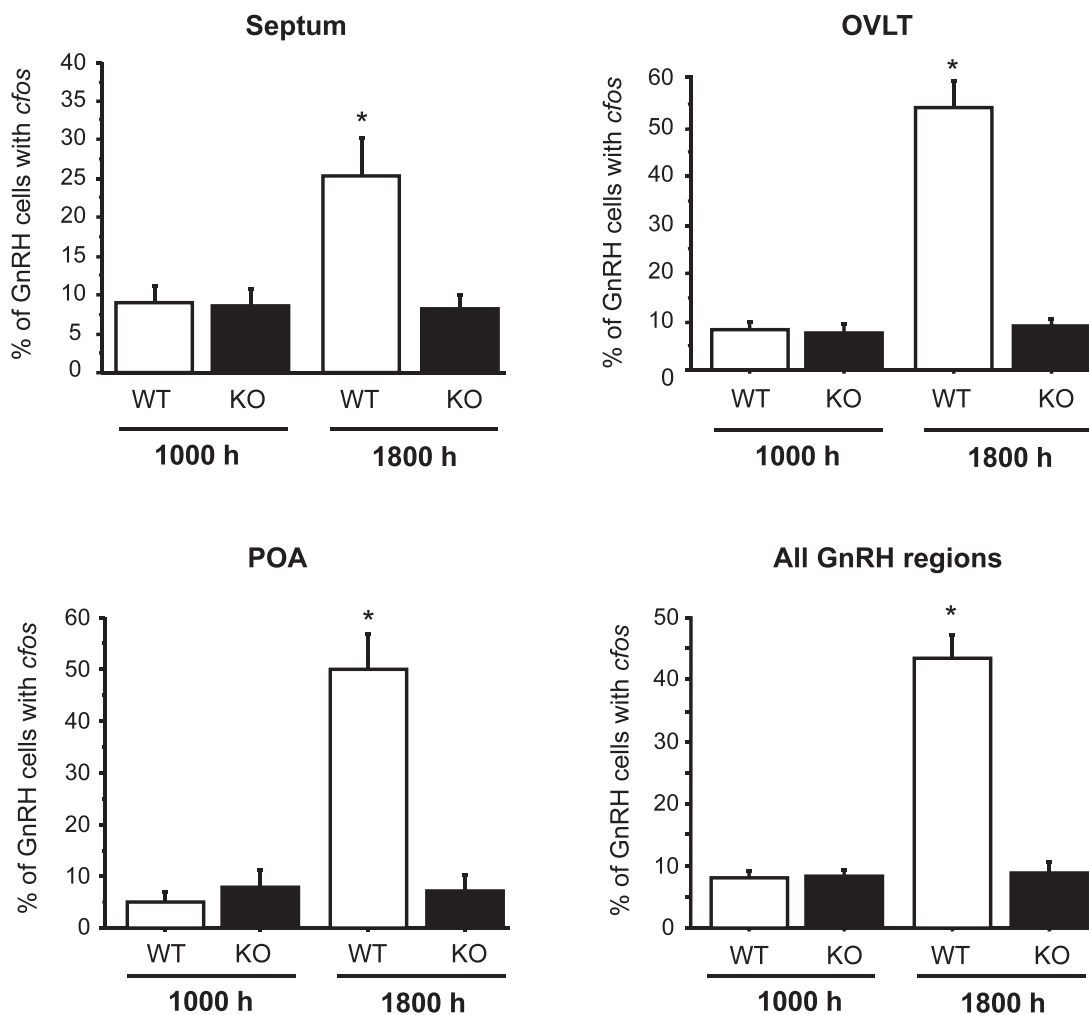 Septum
% of GnRH cells with cfos
40
35
30
25
20
15
10
5
0
*
WT KO WT KO
1000 h 1800 h
OVLT
% of GnRH cells with cfos
60
50
40
30
20
10
0
*
WT KO WT KO
1000 h 1800 h
POA
% of GnRH cells with cfos
60
50
40
30
20
10
0
*
WT KO WT KO
1000 h 1800 h
All GnRH regions
% of GnRH cells with cfos
50
40
30
20
10
0
*
WT KO WT KO
1000 h 1800 h